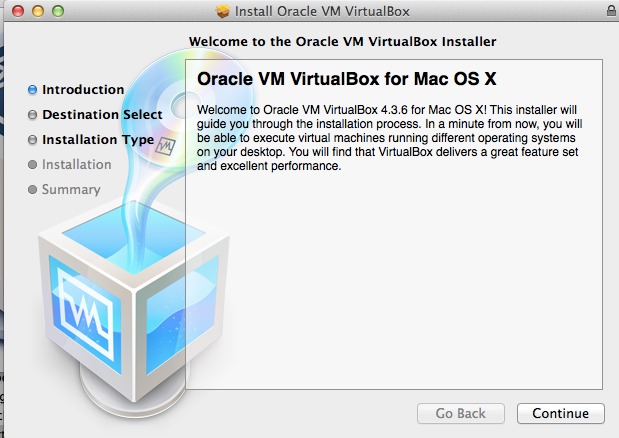 Install Oracle VM VirtualBox
Welcome to the Oracle VM VirtualBox Installer
Introduction
Destination Select
Installation Type
Installation
Summary
Oracle VM VirtualBox for Mac OS X
Welcome to Oracle VM VirtualBox 4.3.6 for Mac OS X! This installer will
guide you through the installation process. In a minute from now, you will
be able to execute virtual machines running different operating systems
on your desktop. You will find that VirtualBox delivers a great feature set
and excellent performance.
Go Back
Continue